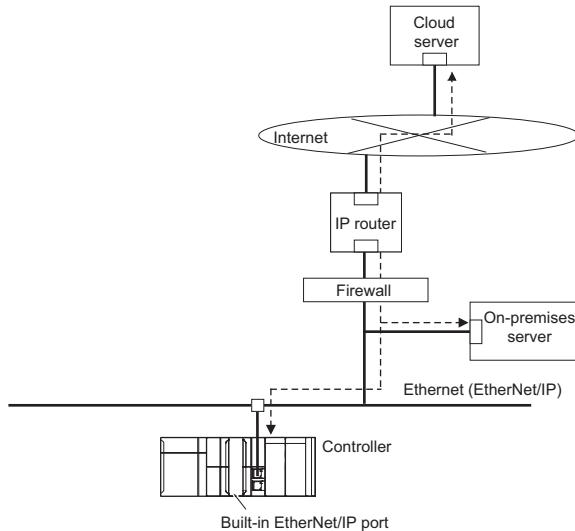 Cloud
server
Internet
IP router
Firewall
On-premises
server
Ethernet (EtherNet/IP)
Controller
Built-in EtherNet/IP port